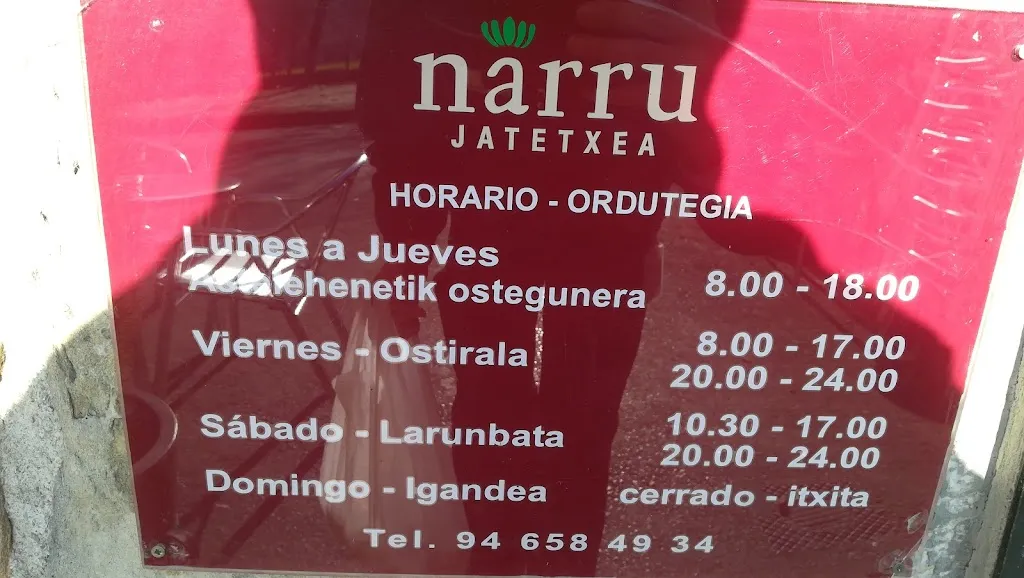 narru
JATETXEA
HORARIO - ORDUTEGIA
Lunes a Jueves
ostegunera 8.00 - 18.00
Viernes - Ostirala 8.00 - 17.00
20.00 - 24.00
Sábado - Larunbata 10.30 - 17.00
20.00 - 24.00
Domingo - Igandea cerrado - itxita
Tel. 94 658 49 34